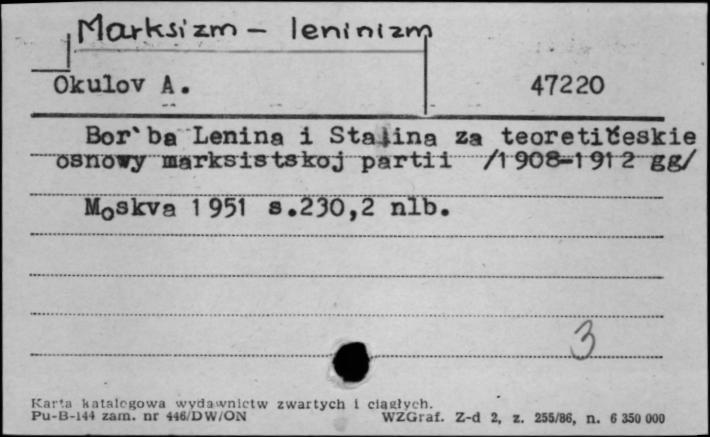 Marksizm - leninizm
Okulov A. 47220
Bor'ba Lenina i Stalina za teoretičeskie
osnowy marksistskoj partii /1908-1912 gg/
Moskva 1951 s.230,2 nlb.
3
Karta katalogowa wydawnictw zwartych i ciągłych.
Pu-B-144 zam. nr 446/DW/ON WZGraf. Z-d 2, z. 255/86, n. 6 350 000